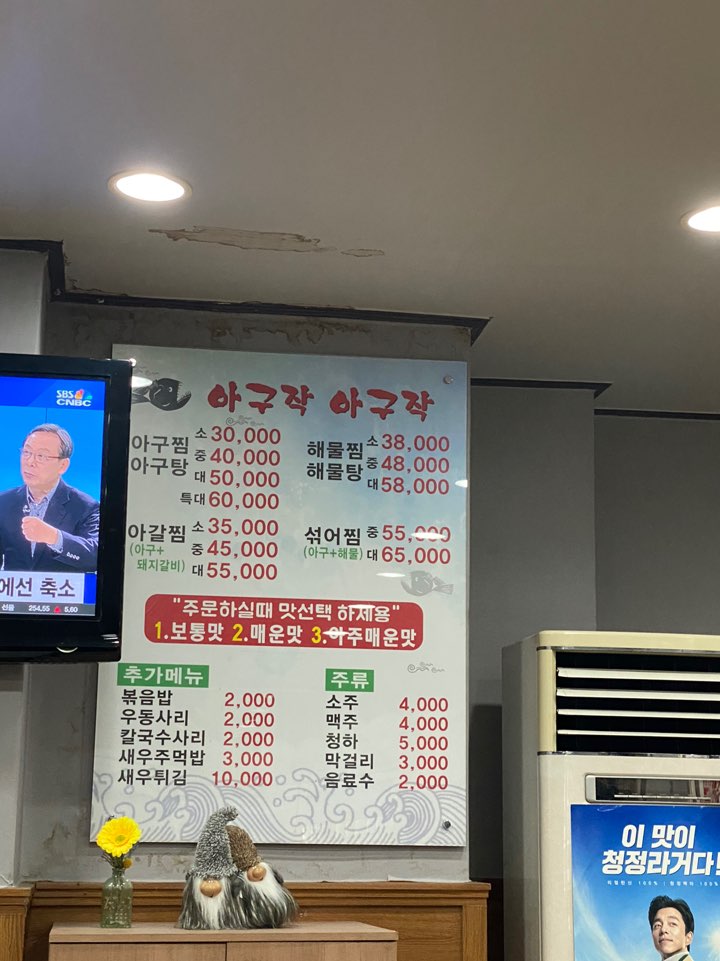 SBS
CNBC
에선 축소
254.55 ▲ 5.60
아구작 아구작
아구찜
아구탕
소 30,000
중 40,000
대 50,000
특대 60,000
해물찜
해물탕
소 38,000
중 48,000
대 58,000
아갈찜
(아구+
돼지갈비)
소 35,000
중 45,000
대 55,000
섞어찜
(아구+해물)
중 55,000
대 65,000
"주문하실때 맛선택 하세용"
1.보통맛 2.매운맛 3.아주매운맛
추가메뉴
볶음밥 2,000
우동사리 2,000
칼국수사리 2,000
새우주먹밥 3,000
새우튀김 10,000
주류
소주 4,000
맥주 4,000
청하 5,000
막걸리 3,000
음료수 2,000
이 맛이
청정라거다!